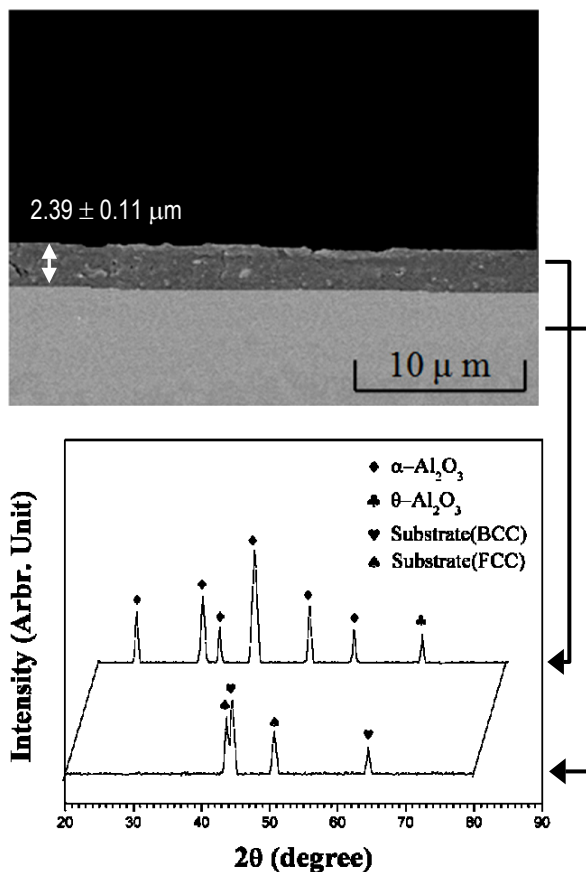 2.39 ± 0.11 μm
10 μ m
Intensity (Arbr. Unit)
♦ α–Al₂O₃
♣ θ–Al₂O₃
♥ Substrate(BCC)
♠ Substrate(FCC)
20 30 40 50 60 70 80 90
2θ (degree)